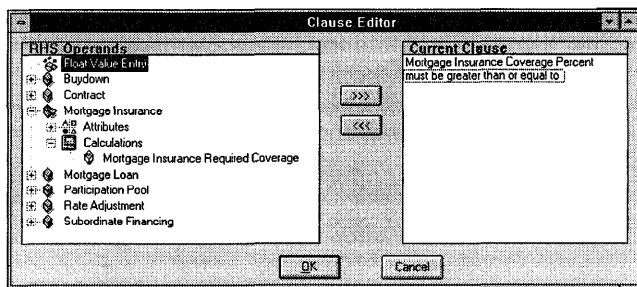 Clause Editor
RHS Operands
Float Value Entry
Buydown
Contract
Mortgage Insurance
Attributes
Calculations
Mortgage Insurance Required Coverage
Mortgage Loan
Participation Pool
Rate Adjustment
Subordinate Financing
>>>
<<<
Current Clause
Mortgage Insurance Coverage Percent
must be greater than or equal to
OK
Cancel